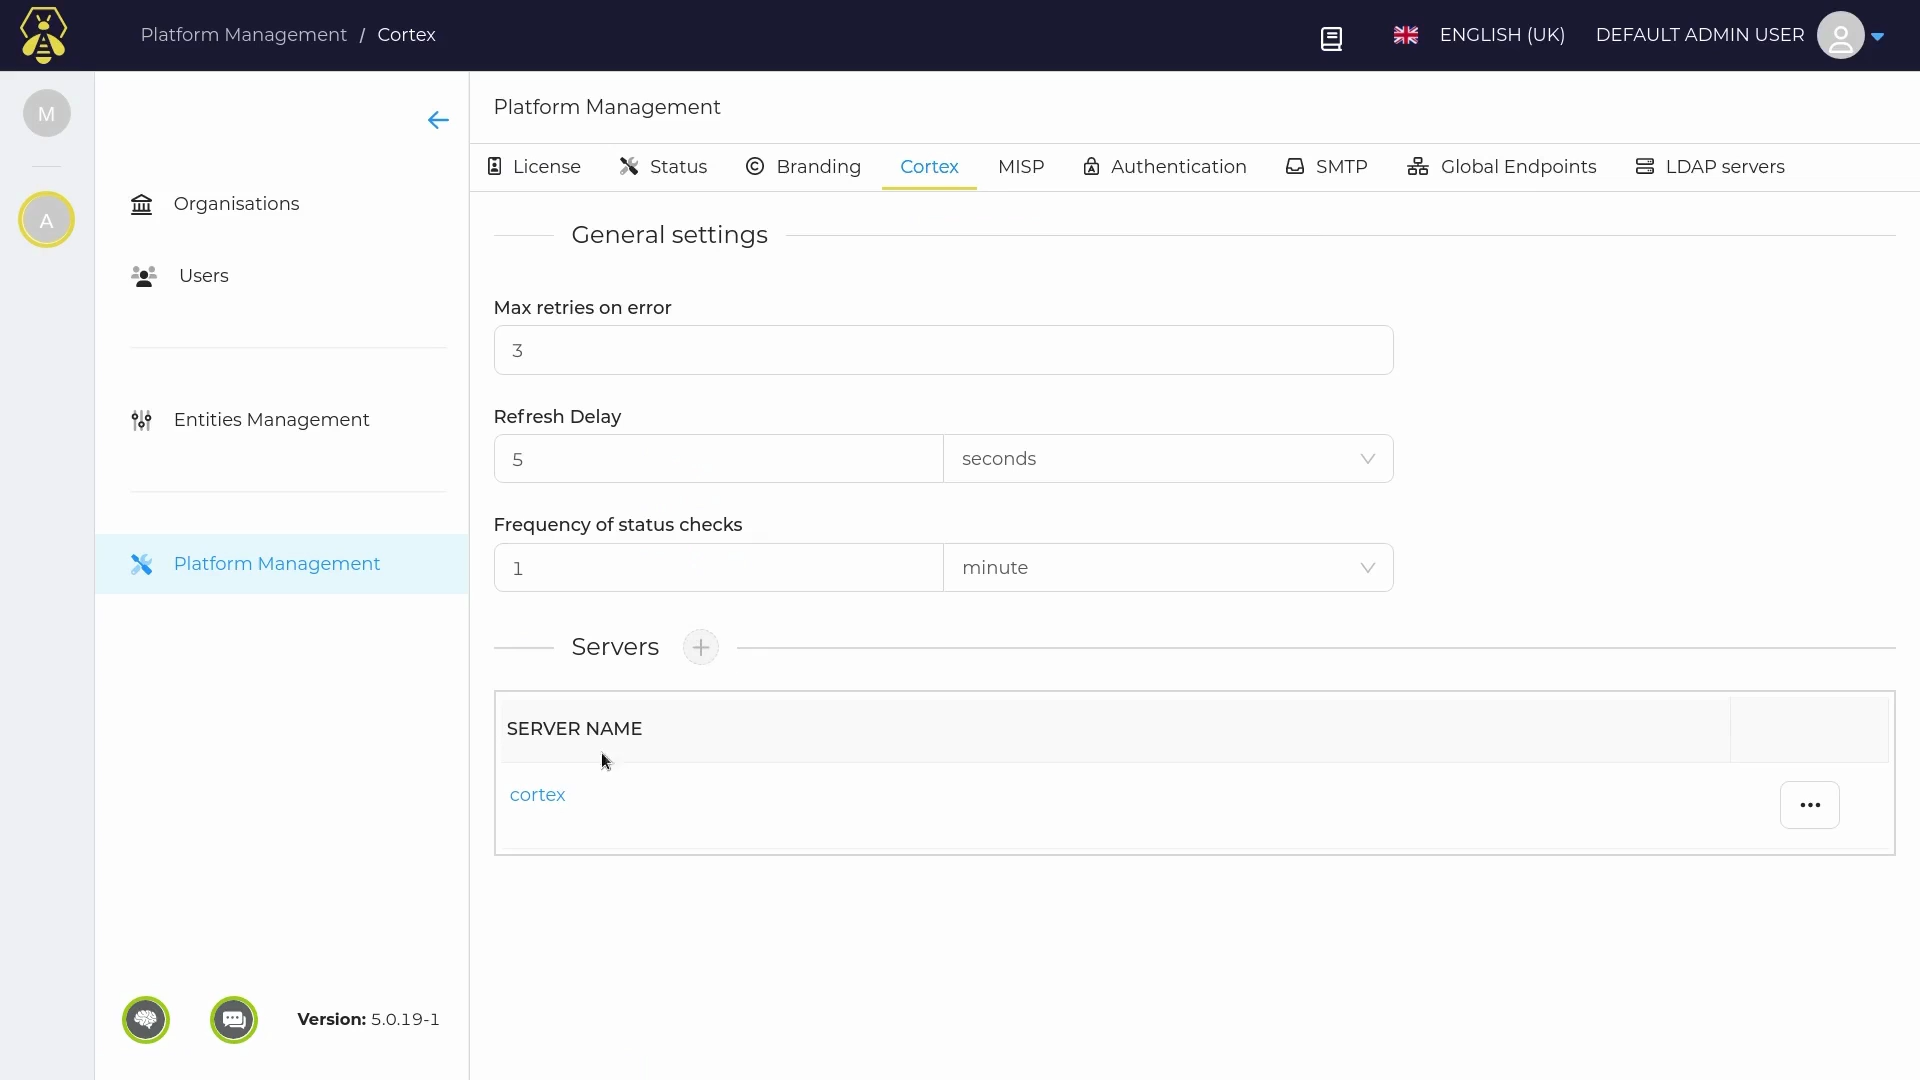 Platform Management / Cortex
ENGLISH (UK)
DEFAULT ADMIN USER
M
A
Organisations
Users
Entities Management
Platform Management
Version: 5.0.19-1
Platform Management
License
Status
Branding
Cortex
MISP
Authentication
SMTP
Global Endpoints
LDAP servers
General settings
Max retries on error
3
Refresh Delay
5
seconds
Frequency of status checks
1
minute
Servers
SERVER NAME
cortex